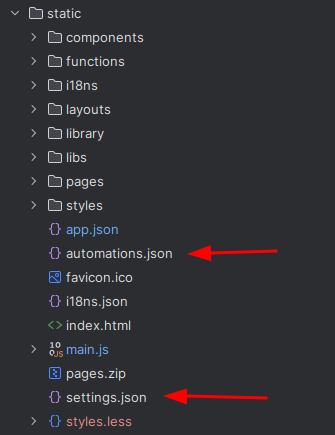 static
components
functions
i18ns
layouts
library
libs
pages
styles
app.json
automations.json
favicon.ico
i18ns.json
index.html
main.js
pages.zip
settings.json
styles.less